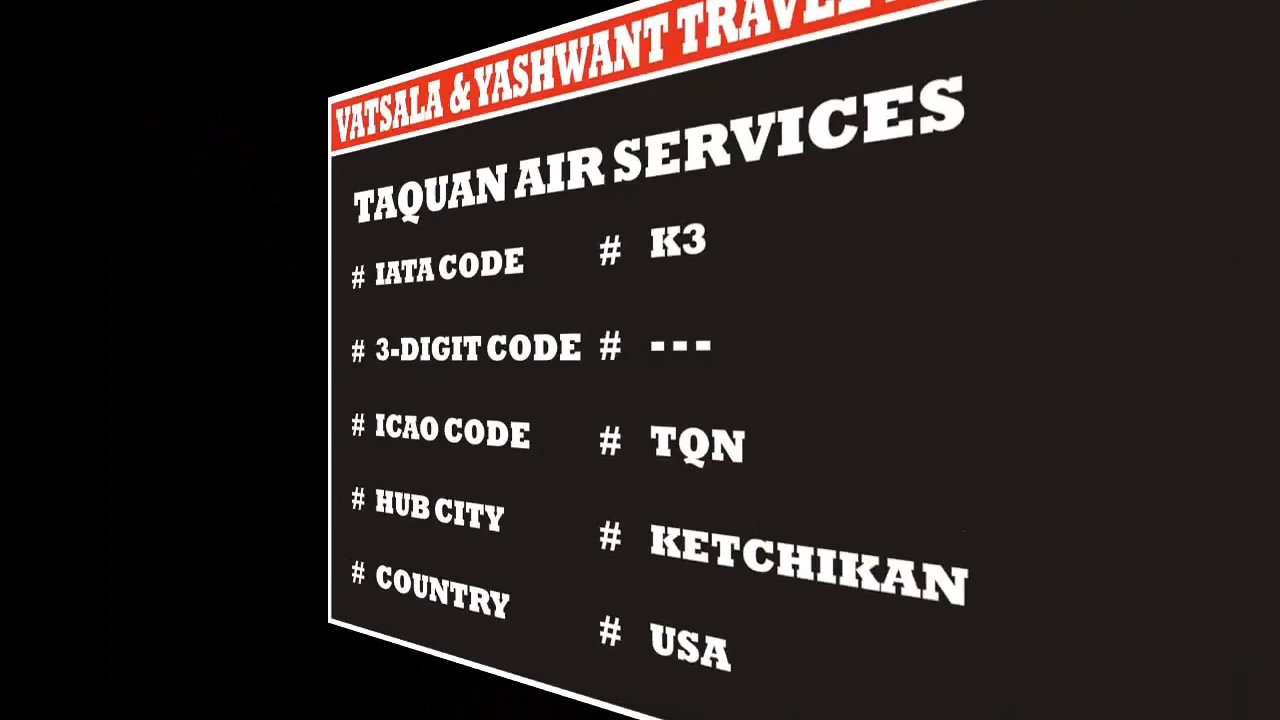 VATSALA & YASHWANT TRAVEL
TAQUAN AIR SERVICES
# IATA CODE # K3
# 3-DIGIT CODE # ---
# ICAO CODE # TQN
# HUB CITY # KETCHIKAN
# COUNTRY # USA